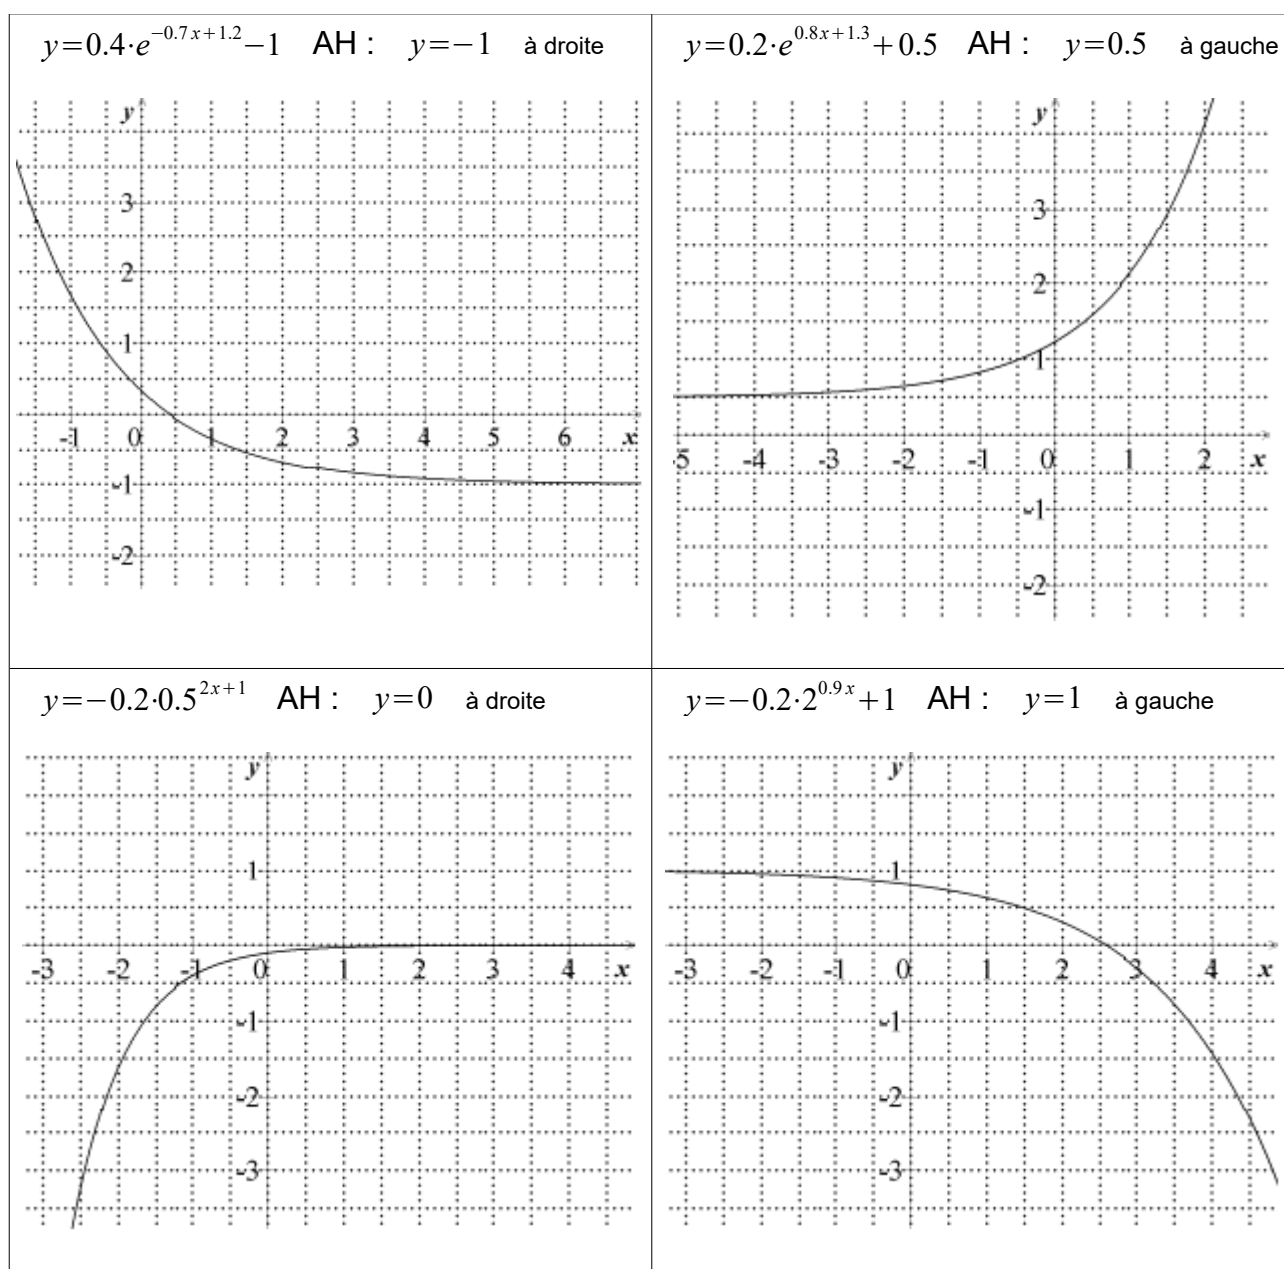 y=0.4·e^{−0.7x+1.2}−1 AH : y=−1 à droite
y
3
2
1
-1 0 1 2 3 4 5 6 x
-1
-2
y=0.2·e^{0.8x+1.3}+0.5 AH : y=0.5 à gauche
y
3
2
1
-5 -4 -3 -2 -1 0 1 2 x
-1
-2
y=−0.2·0.5^{2x+1} AH : y=0 à droite
y
1
-3 -2 -1 0 1 2 3 4 x
-1
-2
-3
y=−0.2·2^{0.9x}+1 AH : y=1 à gauche
y
1
-3 -2 -1 0 1 2 3 4 x
-1
-2
-3